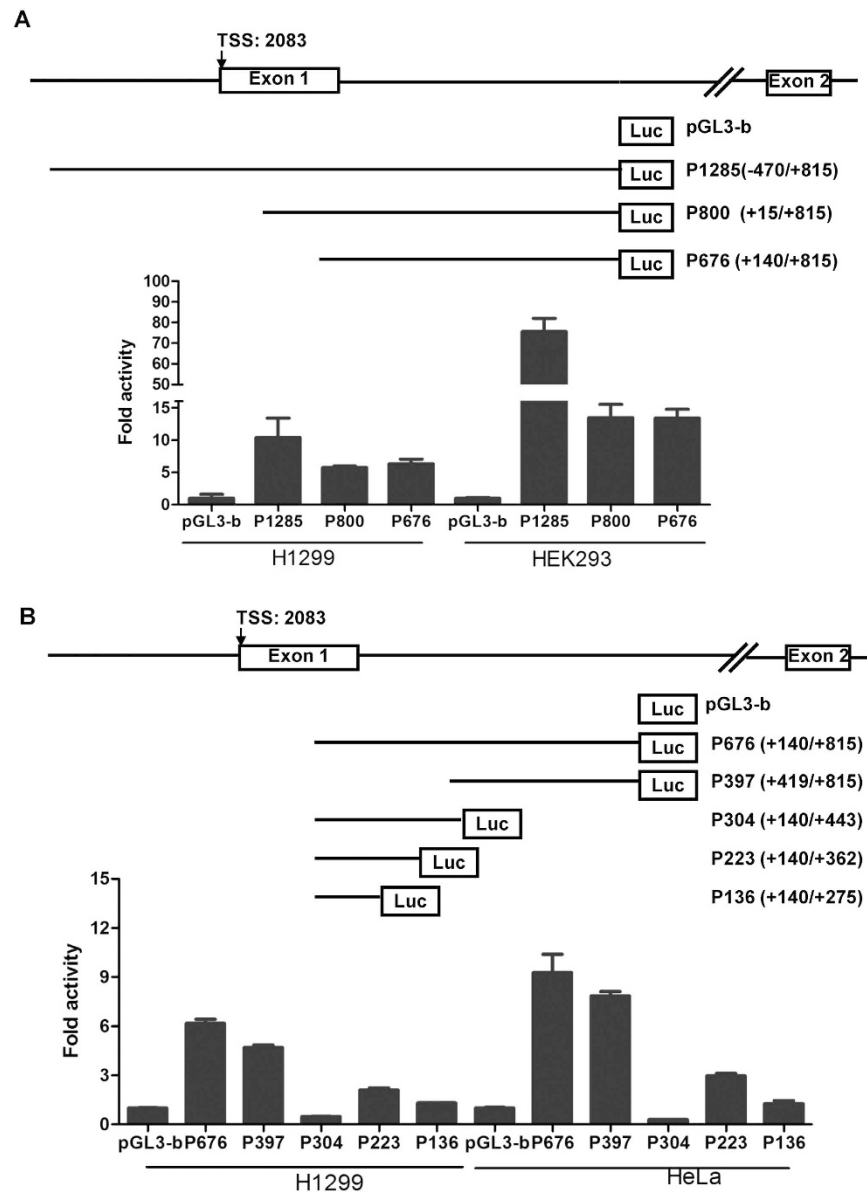 A
TSS: 2083
Exon 1
Exon 2
Luc pGL3-b
Luc P1285(-470/+815)
Luc P800 (+15/+815)
Luc P676 (+140/+815)
Fold activity
100
90
80
70
60
50
15
10
5
0
pGL3-b P1285 P800 P676 pGL3-b P1285 P800 P676
H1299 HEK293
B
TSS: 2083
Exon 1
Exon 2
Luc pGL3-b
Luc P676 (+140/+815)
Luc P397 (+419/+815)
Luc P304 (+140/+443)
Luc P223 (+140/+362)
Luc P136 (+140/+275)
Fold activity
15
12
9
6
3
0
pGL3-b P676 P397 P304 P223 P136 pGL3-b P676 P397 P304 P223 P136
H1299 HeLa